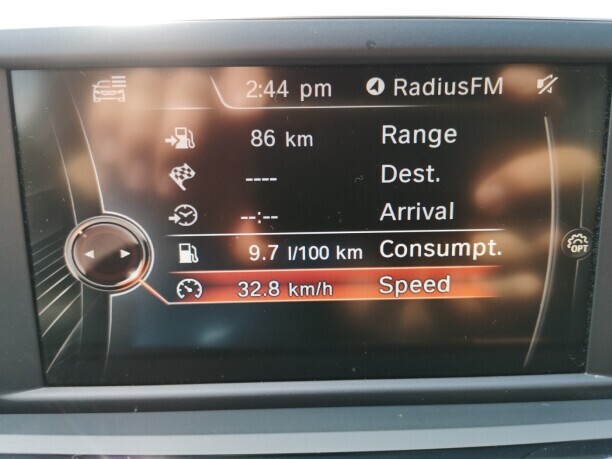 2:44 pm RadiusFM
86 km Range
---- Dest.
--:-- Arrival
9.7 l/100 km Consumpt.
OPT
32.8 km/h Speed